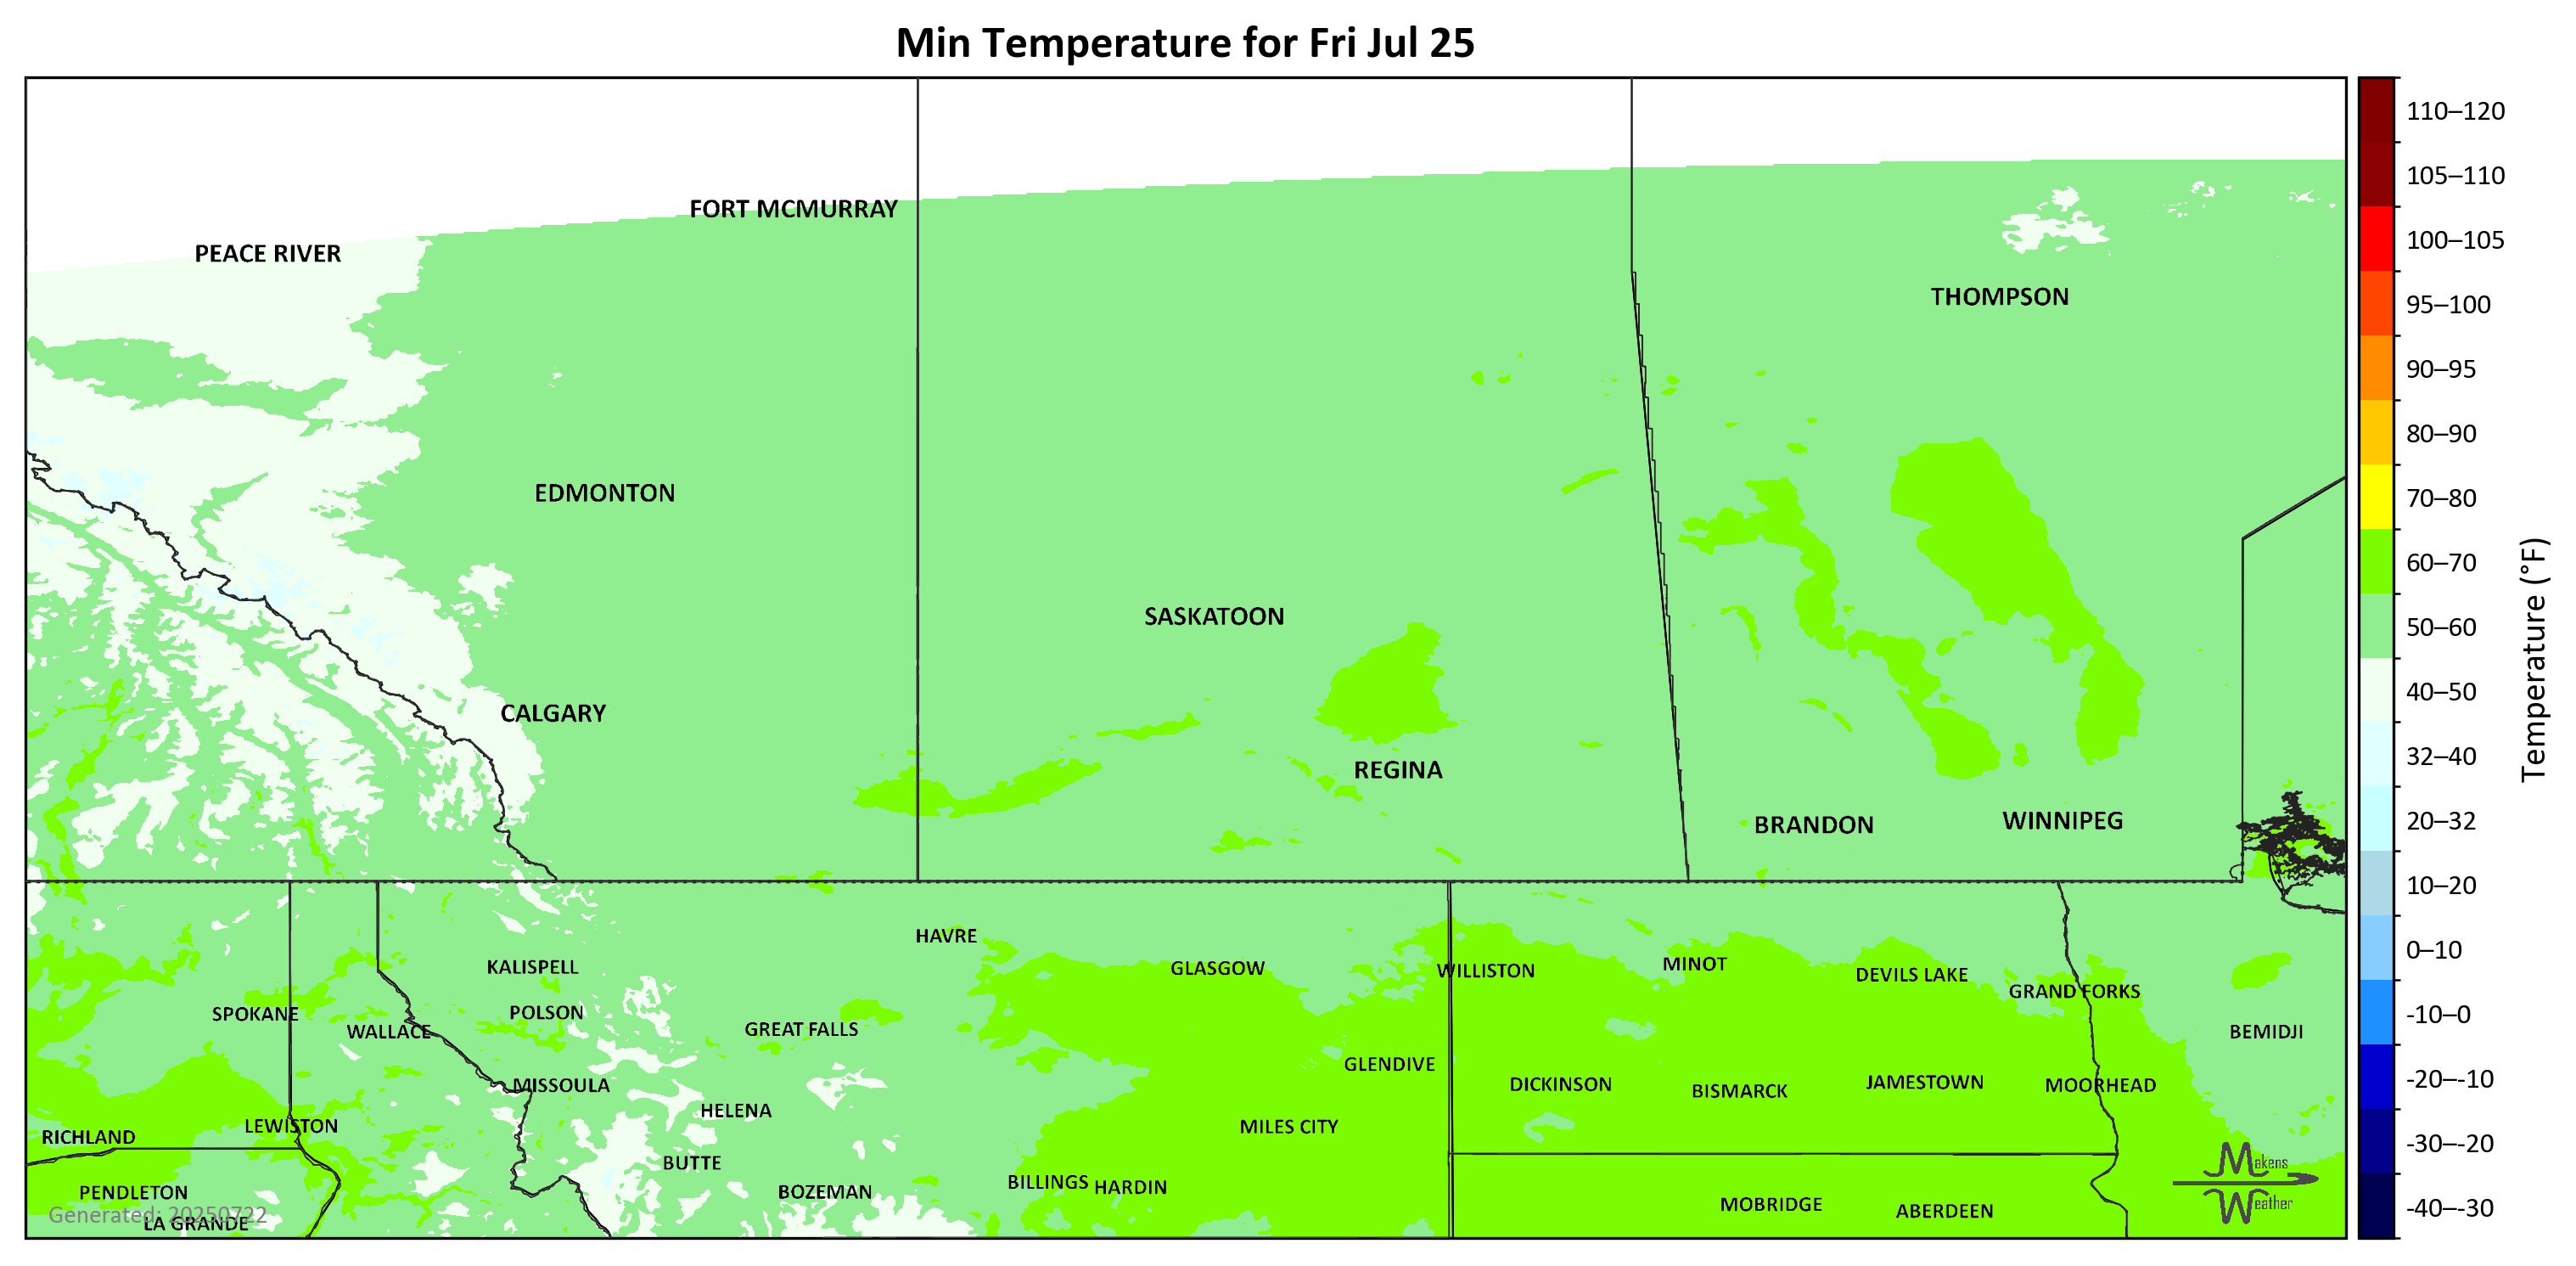 Min Temperature for Fri Jul 25
FORT MCMURRAY
PEACE RIVER
THOMPSON
EDMONTON
SASKATOON
CALGARY
REGINA
BRANDON
WINNIPEG
HAVRE
KALISPELL
GLASGOW
WILLISTON
MINOT
DEVILS LAKE
GRAND FORKS
SPOKANE
POLSON
WALLACE
GREAT FALLS
BEMIDJI
GLENDIVE
MISSOULA
DICKINSON
BISMARCK
JAMESTOWN
MOORHEAD
HELENA
RICHLAND
LEWISTON
MILES CITY
BUTTE
PENDLETON
BOZEMAN
BILLINGS
HARDIN
MOBRIDGE
ABERDEEN
LA GRANDE
Generated: 20250722
Makens
Weather
110–120
105–110
100–105
95–100
90–95
80–90
70–80
60–70
50–60
40–50
32–40
20–32
10–20
0–10
-10–0
-20–-10
-30–-20
-40–-30
Temperature (°F)